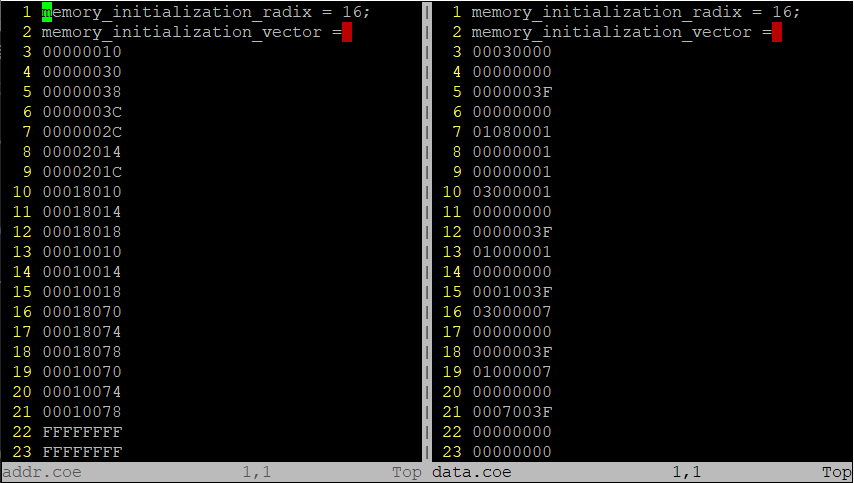 1 memory_initialization_radix = 16;
2 memory_initialization_vector =
3 00000010
4 00000030
5 00000038
6 0000003C
7 0000002C
8 00002014
9 0000201C
10 00018010
11 00018014
12 00018018
13 00010010
14 00010014
15 00010018
16 00018070
17 00018074
18 00018078
19 00010070
20 00010074
21 00010078
22 FFFFFFFF
23 FFFFFFFF
addr.coe 1,1 Top
1 memory_initialization_radix = 16;
2 memory_initialization_vector =
3 00030000
4 00000000
5 0000003F
6 00000000
7 01080001
8 00000001
9 00000001
10 03000001
11 00000000
12 0000003F
13 01000001
14 00000000
15 0001003F
16 03000007
17 00000000
18 0000003F
19 01000007
20 00000000
21 0007003F
22 00000000
23 00000000
data.coe 1,1 Top